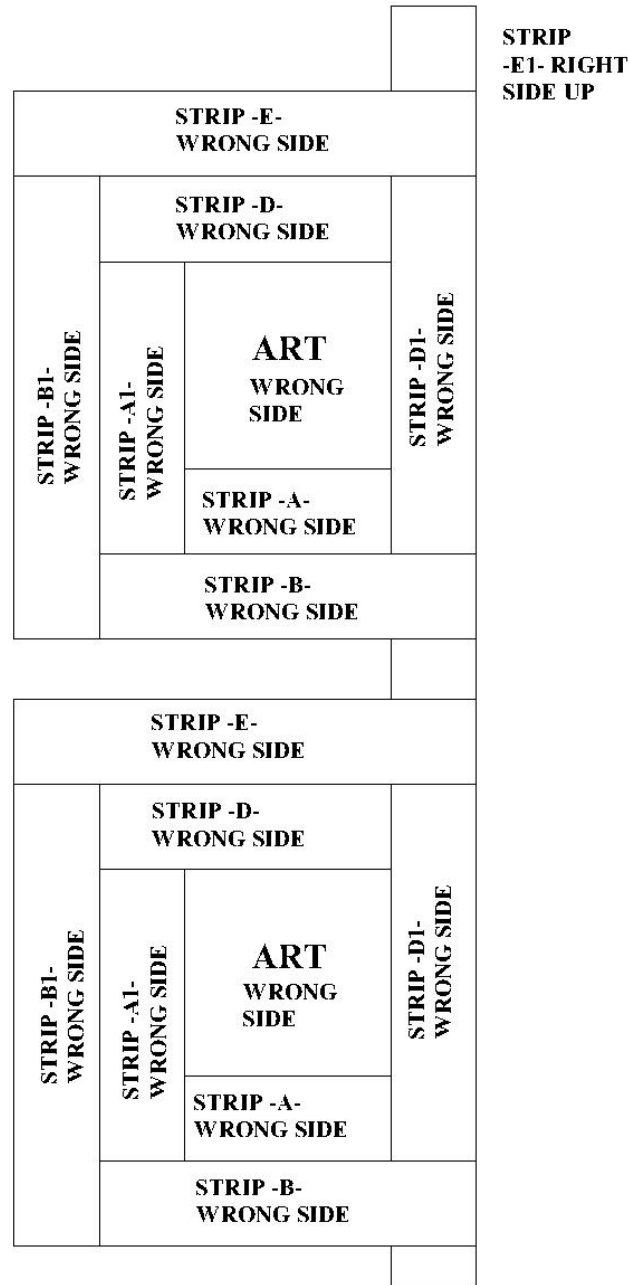 STRIP
-E1- RIGHT
SIDE UP
STRIP -E-
WRONG SIDE
STRIP -D-
WRONG SIDE
STRIP -B1-
WRONG SIDE
STRIP -A1-
WRONG SIDE
ART
WRONG
SIDE
STRIP -D1-
WRONG SIDE
STRIP -A-
WRONG SIDE
STRIP -B-
WRONG SIDE
STRIP -E-
WRONG SIDE
STRIP -D-
WRONG SIDE
STRIP -B1-
WRONG SIDE
STRIP -A1-
WRONG SIDE
ART
WRONG
SIDE
STRIP -D1-
WRONG SIDE
STRIP -A-
WRONG SIDE
STRIP -B-
WRONG SIDE